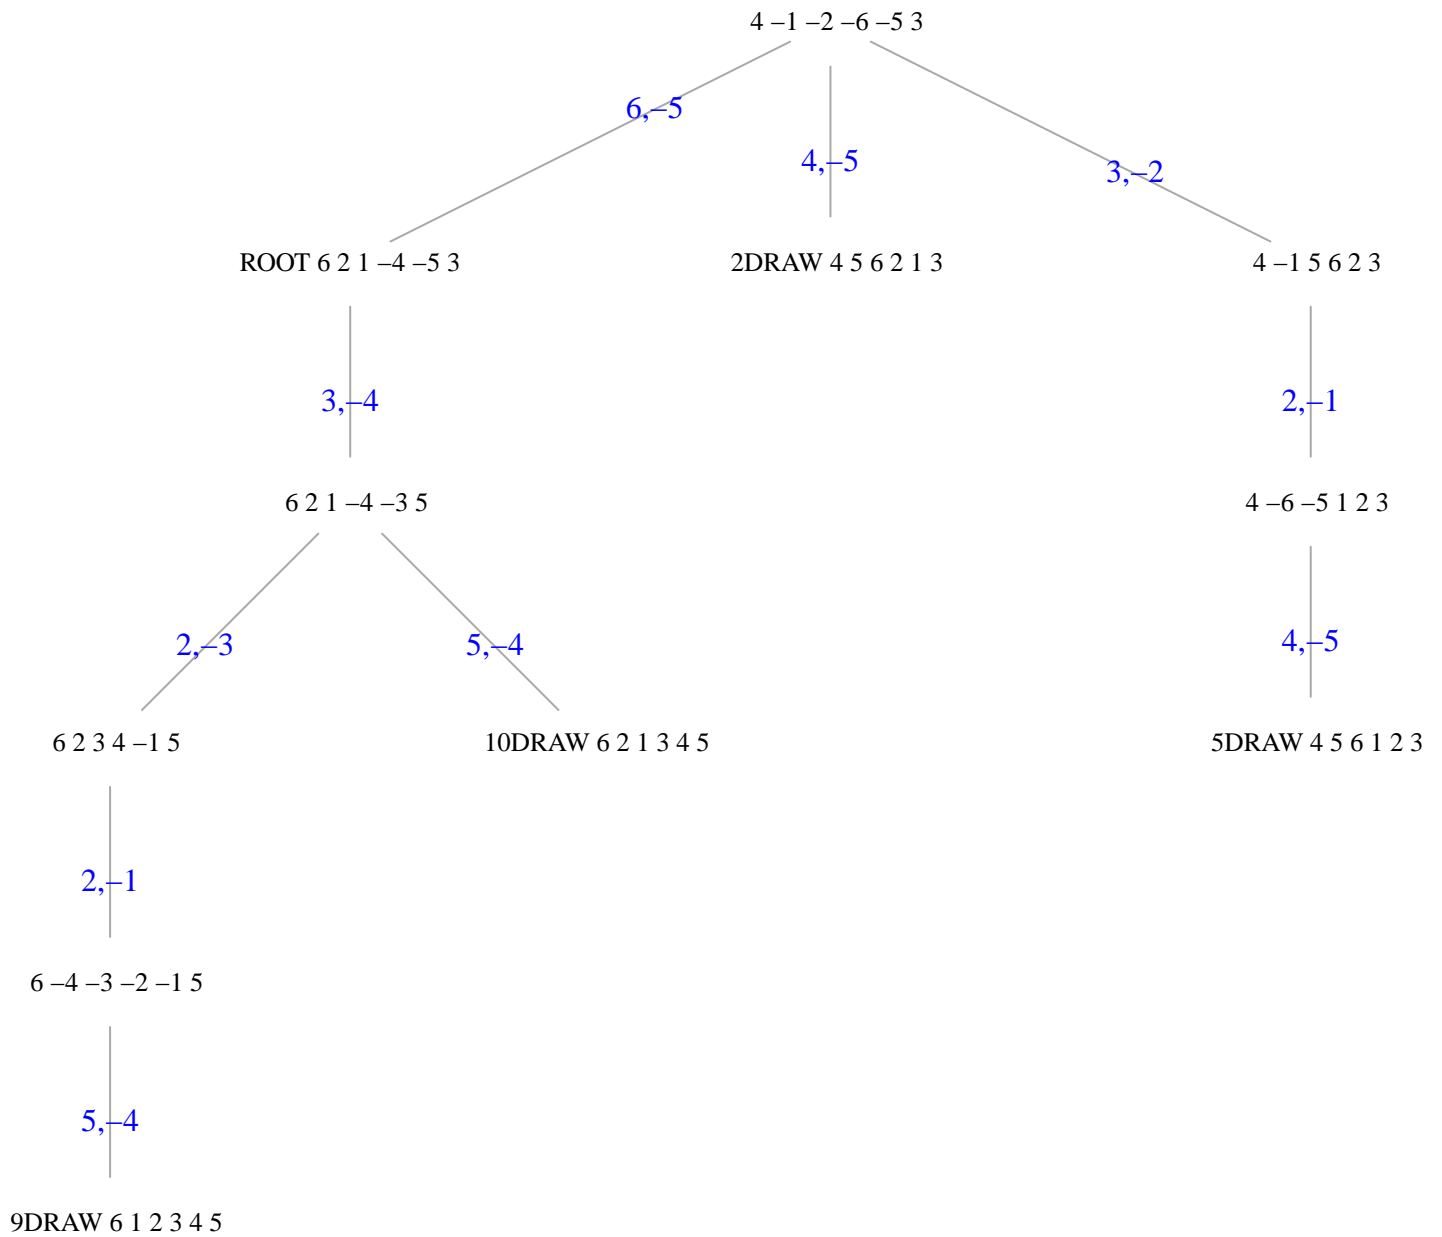 4 –1 –2 –6 –5 3
6,–5
4,–5
3,–2
ROOT 6 2 1 –4 –5 3
2DRAW 4 5 6 2 1 3
4 –1 5 6 2 3
3,–4
2,–1
6 2 1 –4 –3 5
4 –6 –5 1 2 3
2,–3
5,–4
4,–5
6 2 3 4 –1 5
10DRAW 6 2 1 3 4 5
5DRAW 4 5 6 1 2 3
2,–1
6 –4 –3 –2 –1 5
5,–4
9DRAW 6 1 2 3 4 5